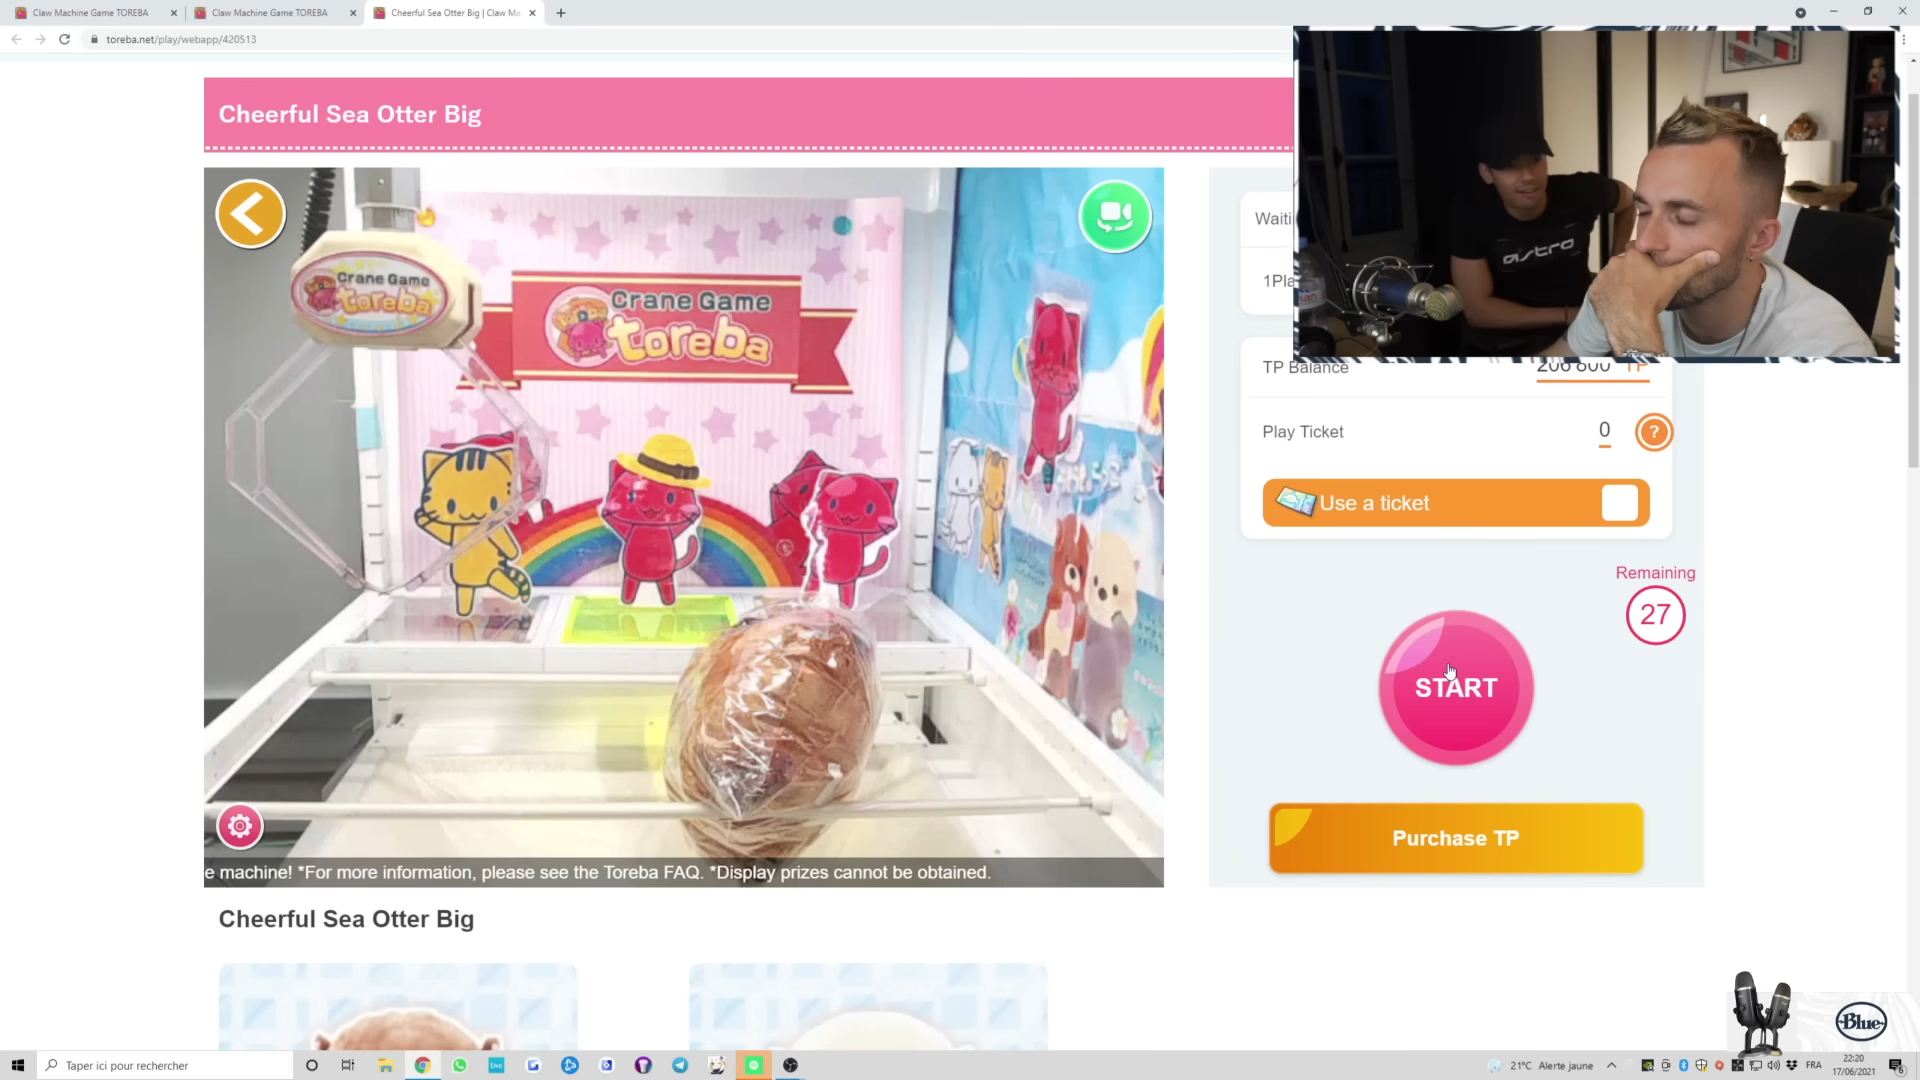 Claw Machine Game TOREBA
Claw Machine Game TOREBA
Cheerful Sea Otter Big | Claw Ma
toreba.net/play/webapp/420513
Cheerful Sea Otter Big
Crane Game
toreba
Crane Game
toreba
astro
Waiti
1Pla
TP Balance
206 800 TP
Play Ticket
0
?
Use a ticket
Remaining
27
START
Purchase TP
e machine! *For more information, please see the Toreba FAQ. *Display prizes cannot be obtained.
Cheerful Sea Otter Big
Blue
Taper ici pour rechercher
Live
21°C Alerte jaune
FRA
22:20
17/06/2021